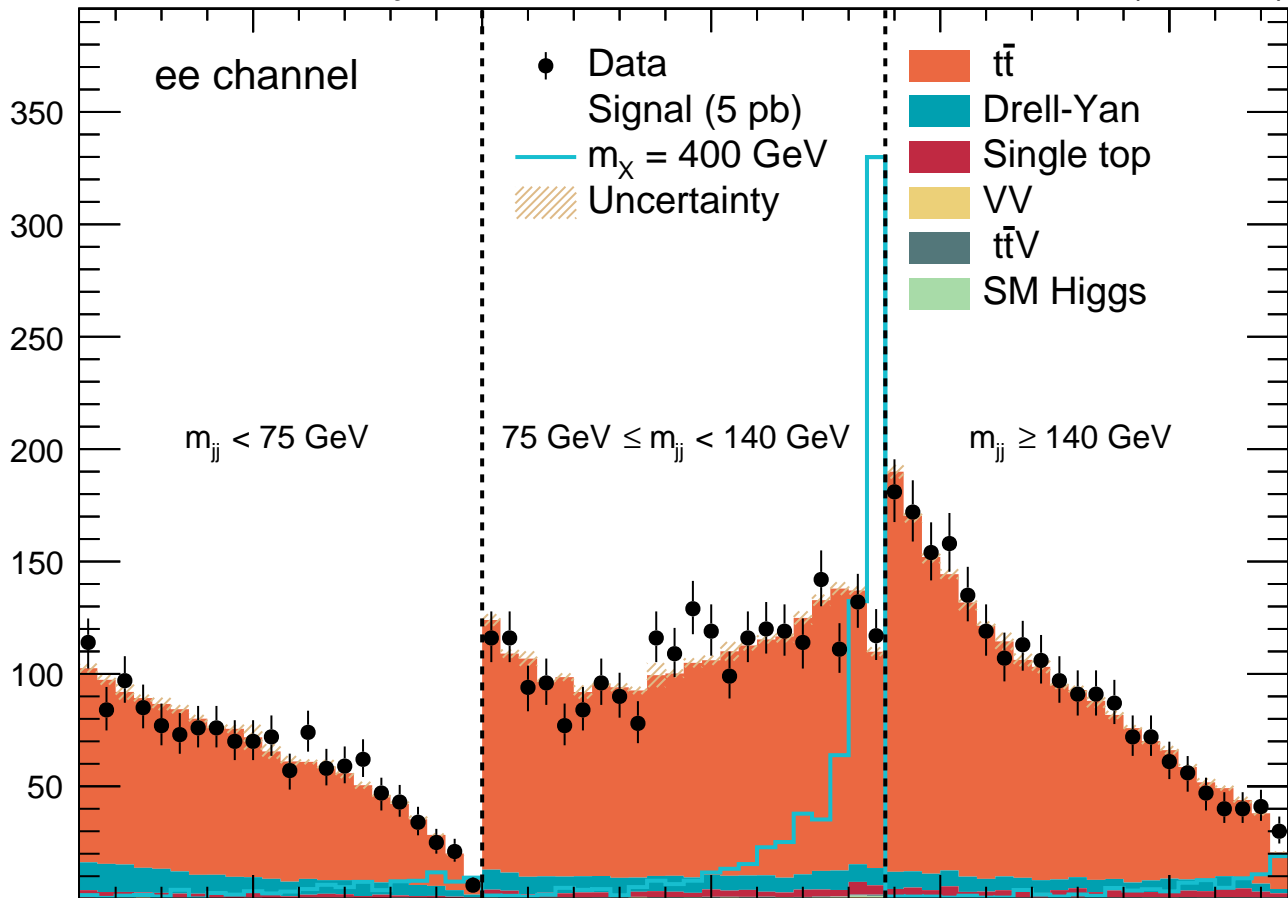 ee channel
Data
Signal (5 pb)
m_X = 400 GeV
Uncertainty
tt̄
Drell-Yan
Single top
VV
tt̄V
SM Higgs
350
300
250
200
150
100
50
m_jj < 75 GeV
75 GeV ≤ m_jj < 140 GeV
m_jj ≥ 140 GeV